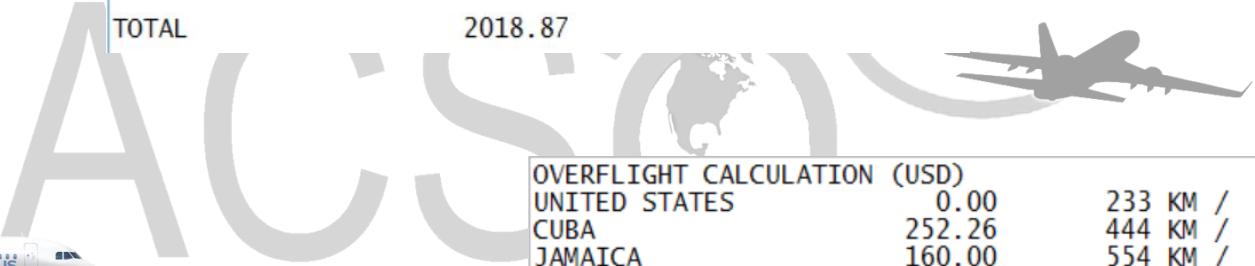 TOTAL 2018.87
ACSO
OVERFLIGHT CALCULATION (USD)
UNITED STATES 0.00 233 KM /
CUBA 252.26 444 KM /
JAMAICA 160.00 554 KM /